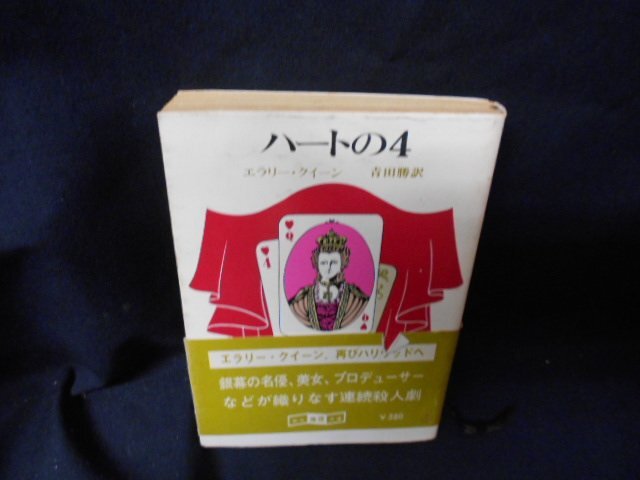 ハートの4
エラリー・クイーン 青田勝訳
Q
4
Q
エラリー・クイーン、再びハリウッドへ
銀幕の名優、美女、プロデューサー
などが織りなす連続殺人劇
¥380